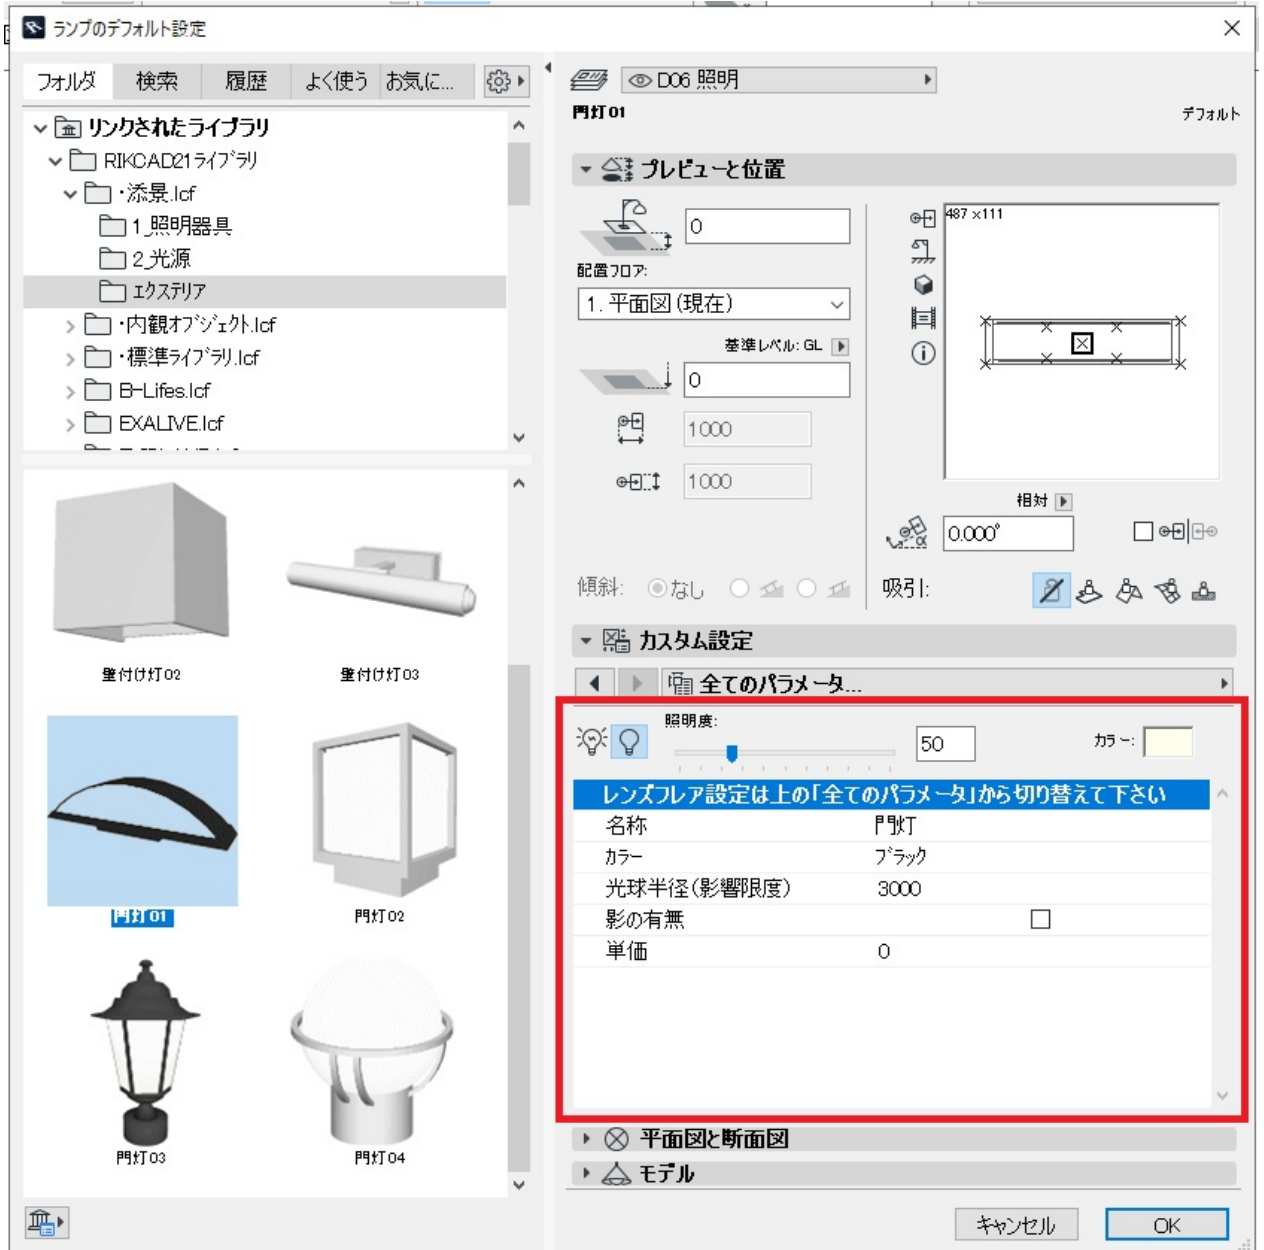 ランプのデフォルト設定
フォルダ 検索 履歴 よく使う お気に...
リンクされたライブラリ
RIKCAD21ライブラリ
・添景.lcf
1_照明器具
2_光源
エクステリア
・内観オブジェクト.lcf
・標準ライブラリ.lcf
B-Lifes.lcf
EXALIVE.lcf
壁付け灯02
壁付け灯03
門灯01
門灯02
門灯03
門灯04
D06 照明
門灯01
デフォルト
プレビューと位置
0
配置フロア:
1. 平面図 (現在)
基準レベル: GL
0
1000
1000
487 ×111
相対
0.000°
α
傾斜: なし
吸引:
カスタム設定
全てのパラメータ...
照明度:
50
カラー:
レンズフレア設定は上の「全てのパラメータ」から切り替えて下さい
名称 門灯
カラー ブラック
光球半径(影響限度) 3000
影の有無
単価 0
平面図と断面図
モデル
キャンセル
OK